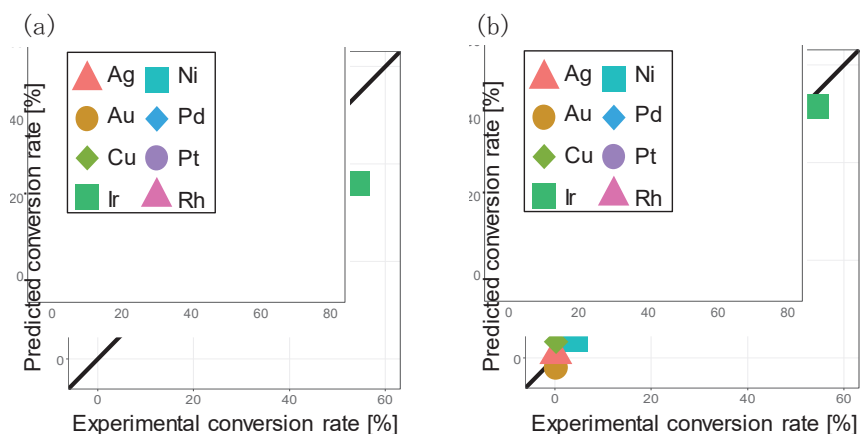 (a)
Predicted conversion rate [%]
Ag
Ni
Au
Pd
Cu
Pt
Ir
Rh
40
20
0
0 20 40 60 80
0
0 20 40 60
Experimental conversion rate [%]
(b)
Predicted conversion rate [%]
Ag
Ni
Au
Pd
Cu
Pt
Ir
Rh
40
20
0
0 20 40 60 80
0
0 20 40 60
Experimental conversion rate [%]